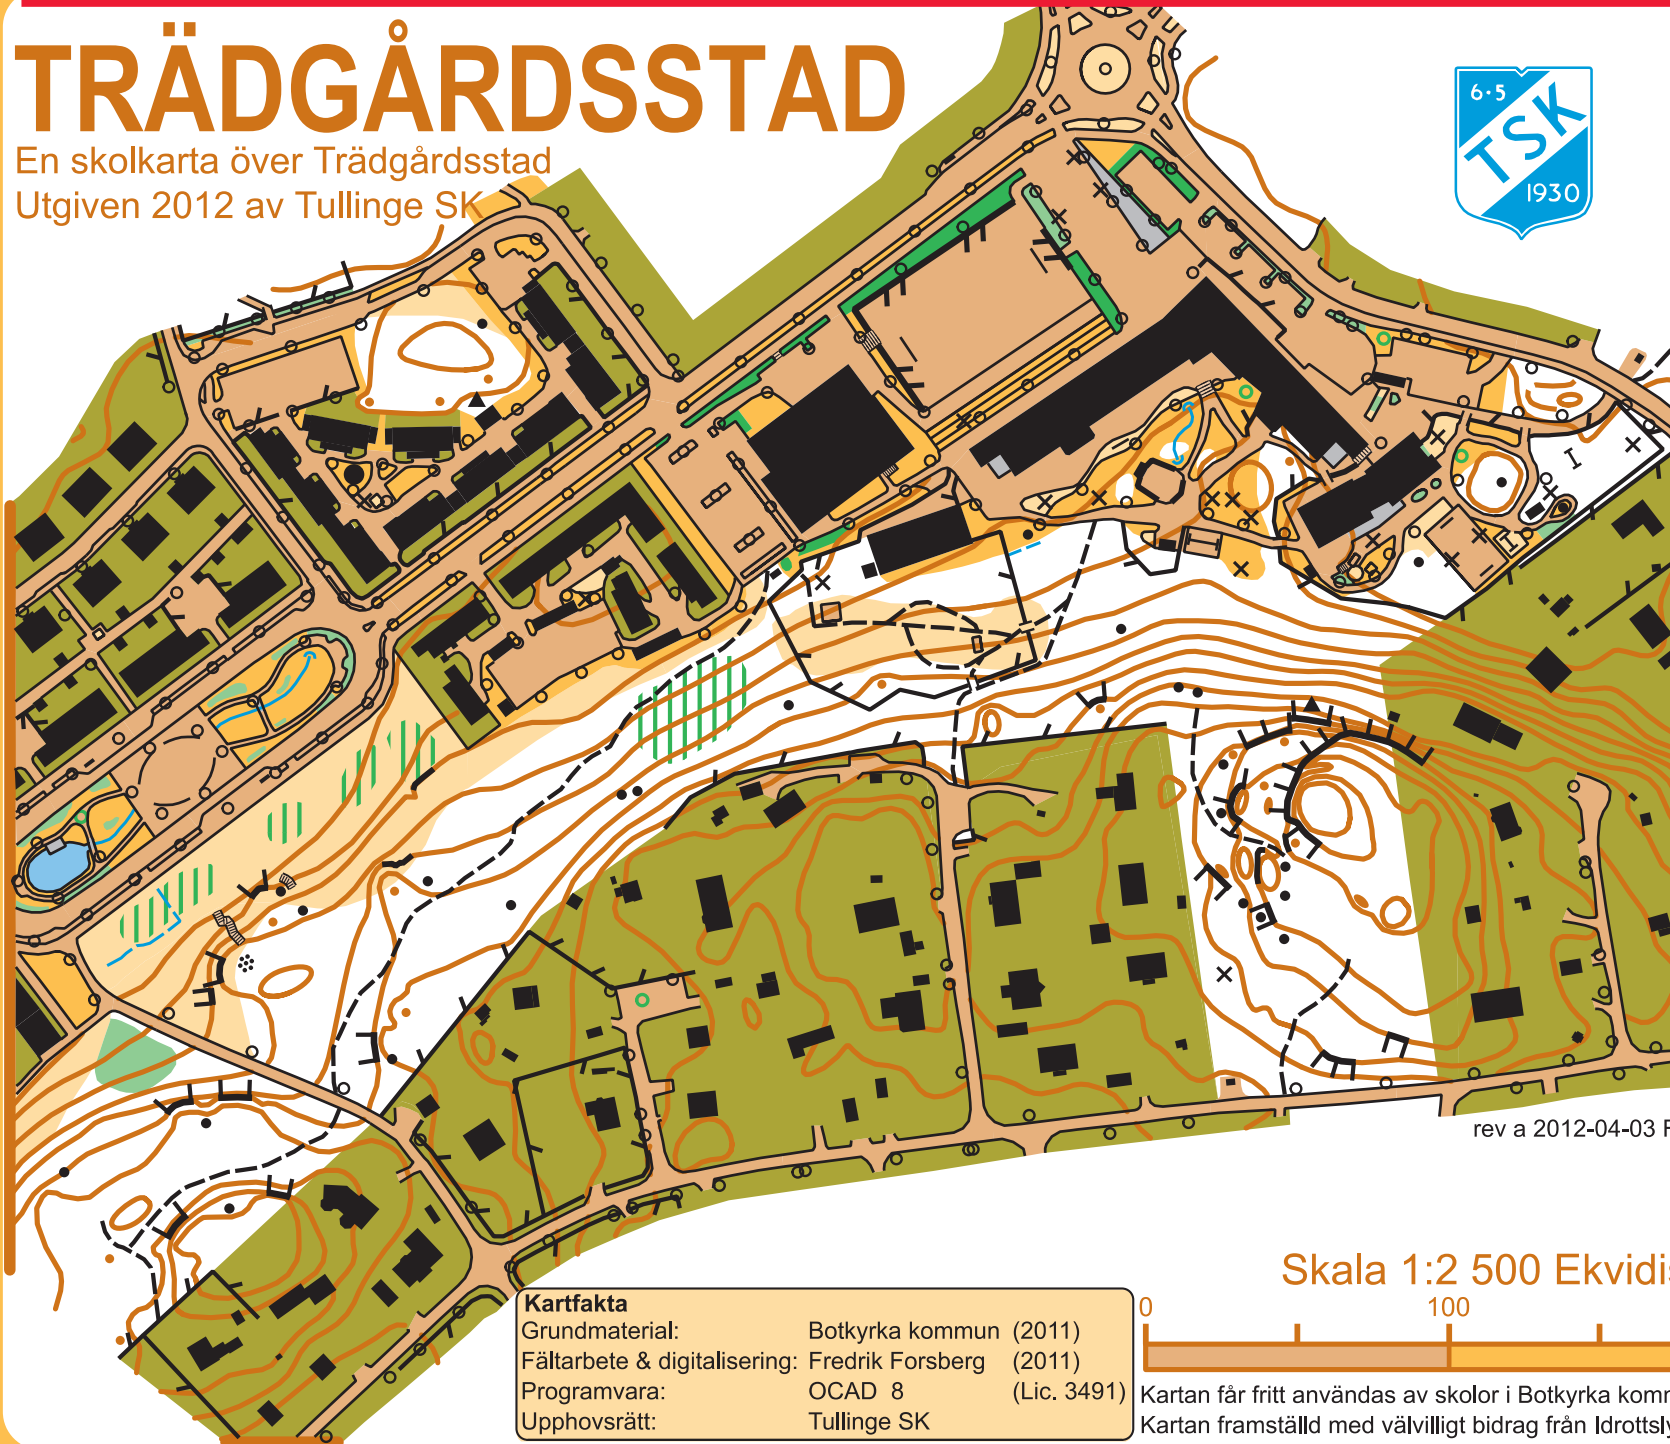 TRÄDGÅRDSSTAD
En skolkarta över Trädgårdsstad
Utgiven 2012 av Tullinge SK
6·5
TSK
1930
rev a 2012-04-03
Skala 1:2 500
0 100
Kartfakta
Grundmaterial: Botkyrka kommun (2011)
Fältarbete & digitalisering: Fredrik Forsberg (2011)
Programvara: OCAD 8 (Lic. 3491)
Upphovsrätt: Tullinge SK
Kartan får fritt användas av skolor i Botkyrka
Kartan framställd med välvilligt bidrag från